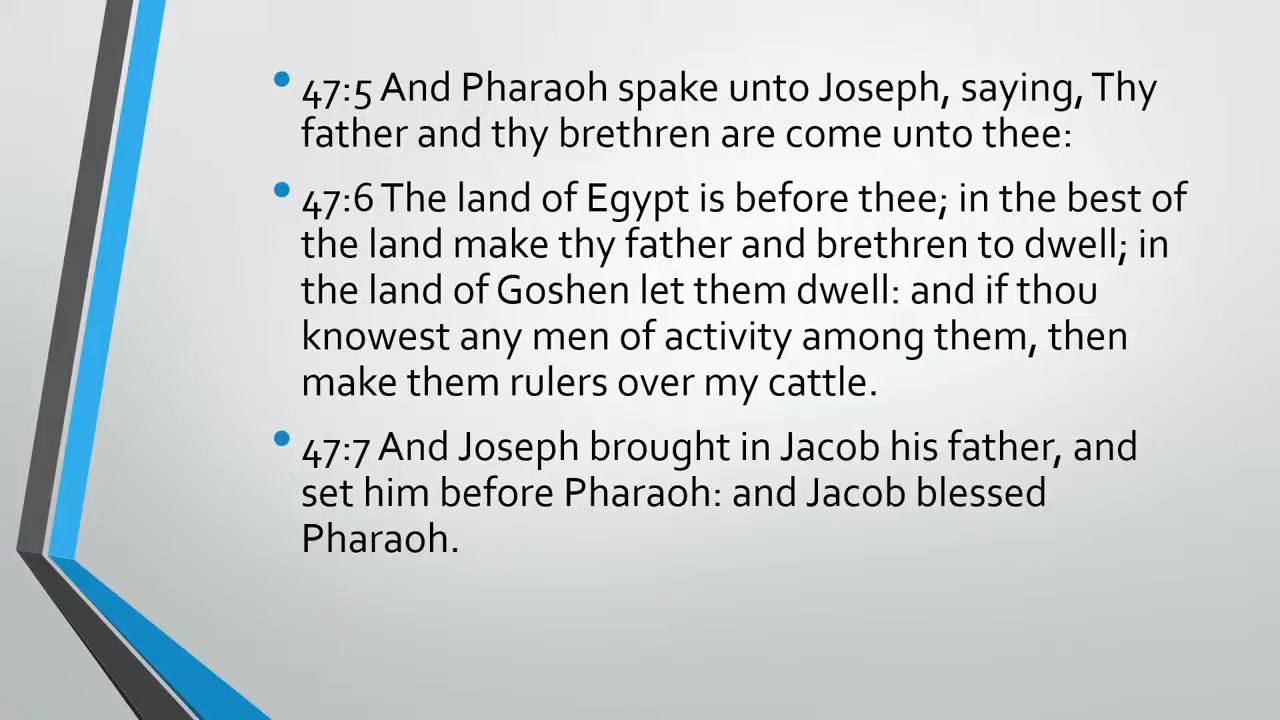 • 47:5 And Pharaoh spake unto Joseph, saying, Thy
father and thy brethren are come unto thee:
• 47:6 The land of Egypt is before thee; in the best of
the land make thy father and brethren to dwell; in
the land of Goshen let them dwell: and if thou
knowest any men of activity among them, then
make them rulers over my cattle.
• 47:7 And Joseph brought in Jacob his father, and
set him before Pharaoh: and Jacob blessed
Pharaoh.